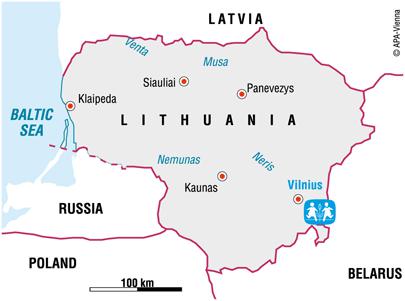 LATVIA
© APA-Vienna
Venta
Musa
Siauliai
Panevezys
Klaipeda
BALTIC
SEA
LITHUANIA
Nemunas
Neris
Kaunas
Vilnius
RUSSIA
POLAND
100 km
BELARUS